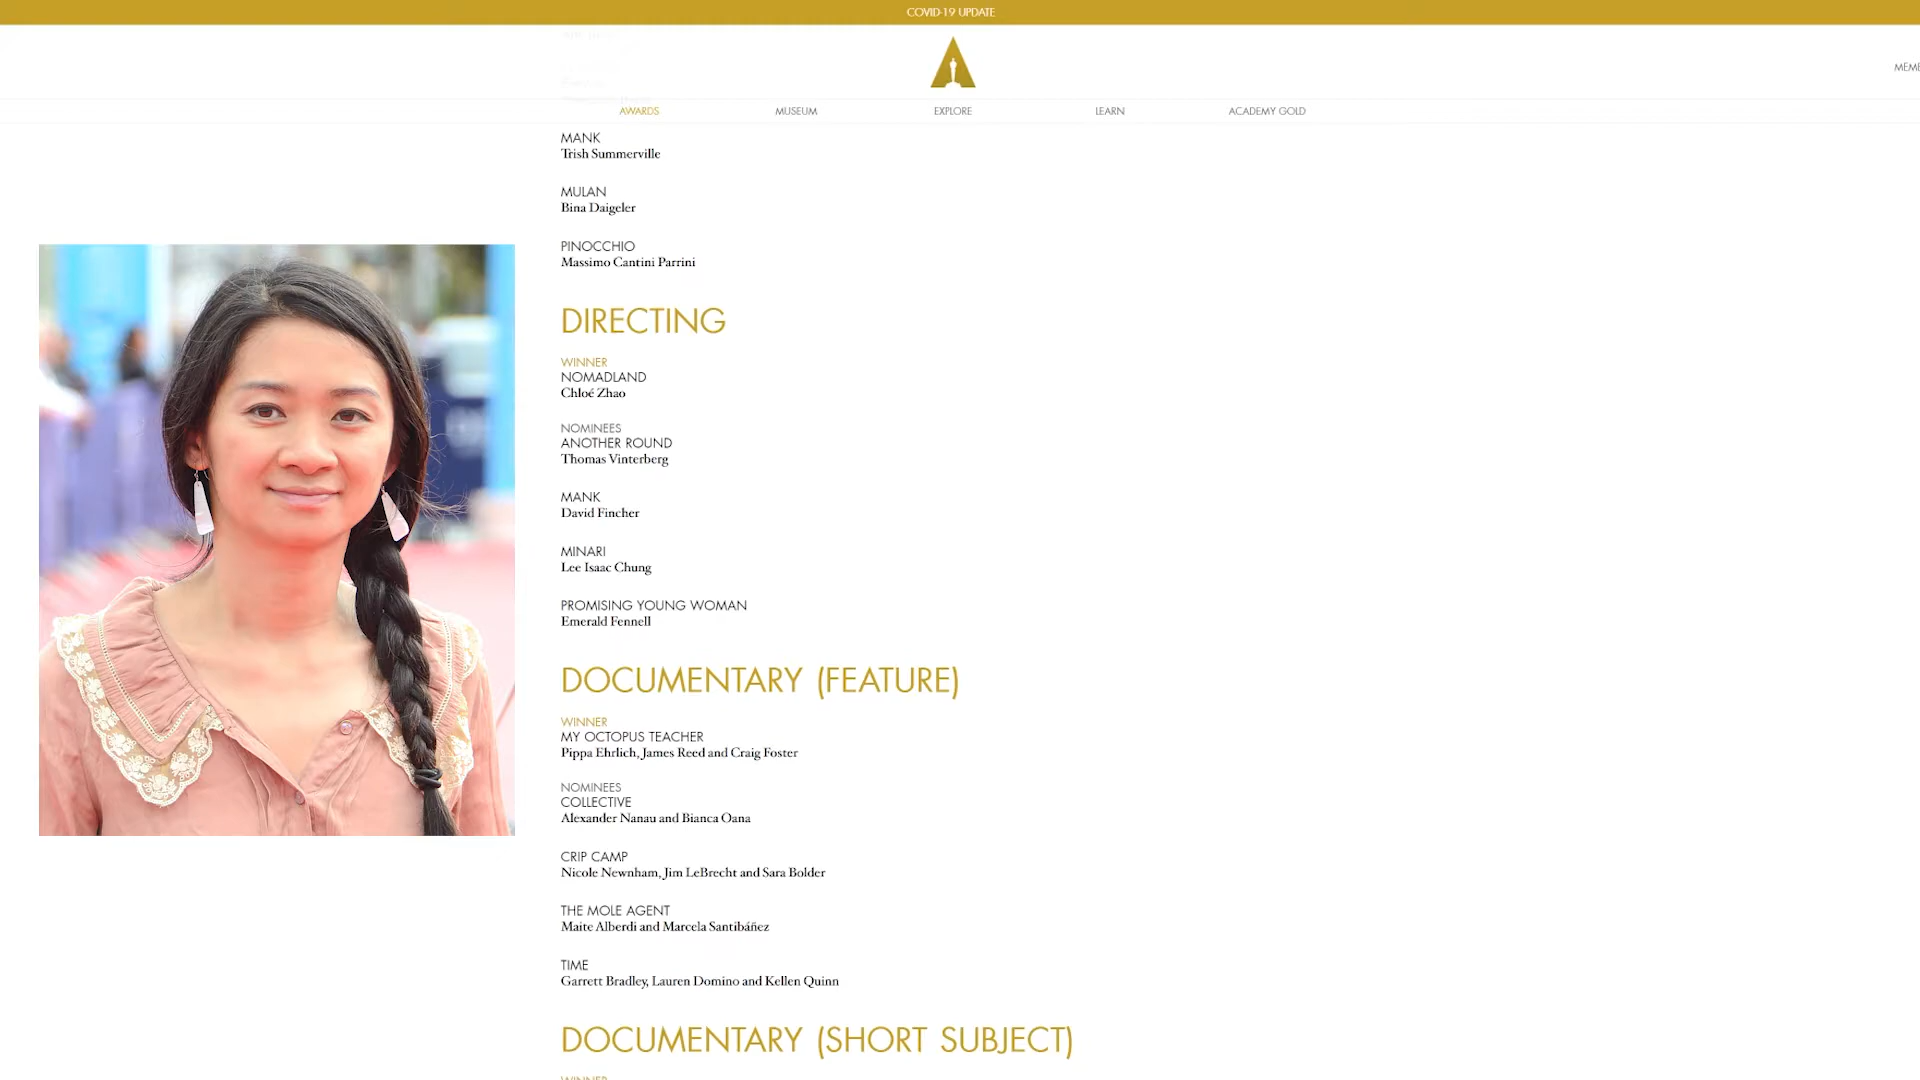 COVID-19 UPDATE
MEMB
AWARDS
MUSEUM
EXPLORE
LEARN
ACADEMY GOLD
MANK
Trish Summerville
MULAN
Bina Daigeler
PINOCCHIO
Massimo Cantini Parrini
DIRECTING
WINNER
NOMADLAND
Chloé Zhao
NOMINEES
ANOTHER ROUND
Thomas Vinterberg
MANK
David Fincher
MINARI
Lee Isaac Chung
PROMISING YOUNG WOMAN
Emerald Fennell
DOCUMENTARY (FEATURE)
WINNER
MY OCTOPUS TEACHER
Pippa Ehrlich, James Reed and Craig Foster
NOMINEES
COLLECTIVE
Alexander Nanau and Bianca Oana
CRIP CAMP
Nicole Newnham, Jim LeBrecht and Sara Bolder
THE MOLE AGENT
Maite Alberdi and Marcela Santibáñez
TIME
Garrett Bradley, Lauren Domino and Kellen Quinn
DOCUMENTARY (SHORT SUBJECT)
WINNER